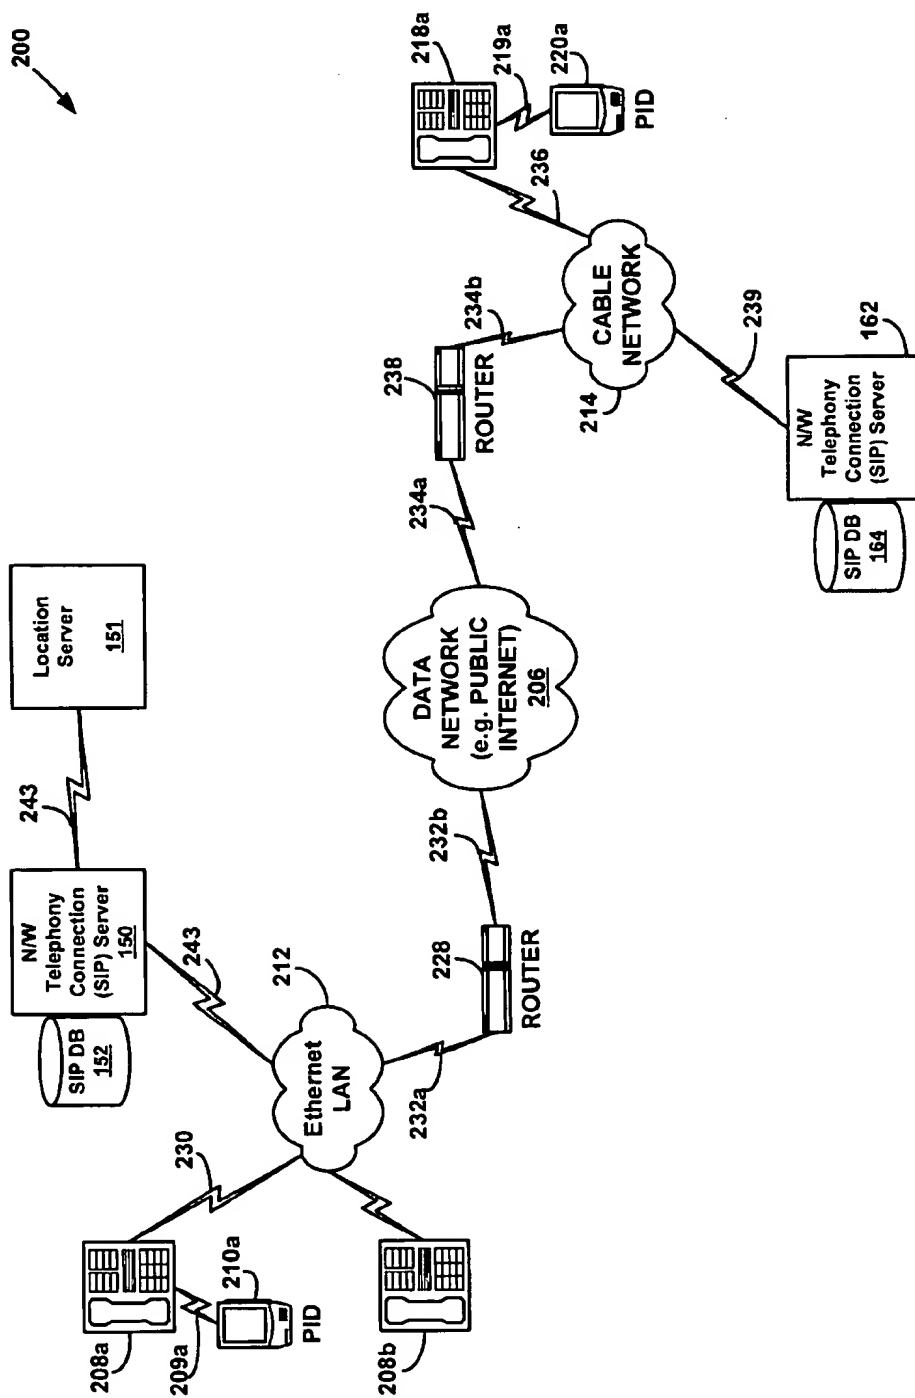 200
Location
Server
151
243
N/W
Telephony
Connection
(SIP) Server
150
SIP DB
152
243
230
208a
209a
210a
PID
208b
212
Ethernet
LAN
232a
228
ROUTER
232b
DATA
NETWORK
(e.g. PUBLIC
INTERNET)
206
234a
238
ROUTER
234b
CABLE
NETWORK
214
236
218a
219a
220a
PID
239
162
N/W
Telephony
Connection
(SIP) Server
SIP DB
164